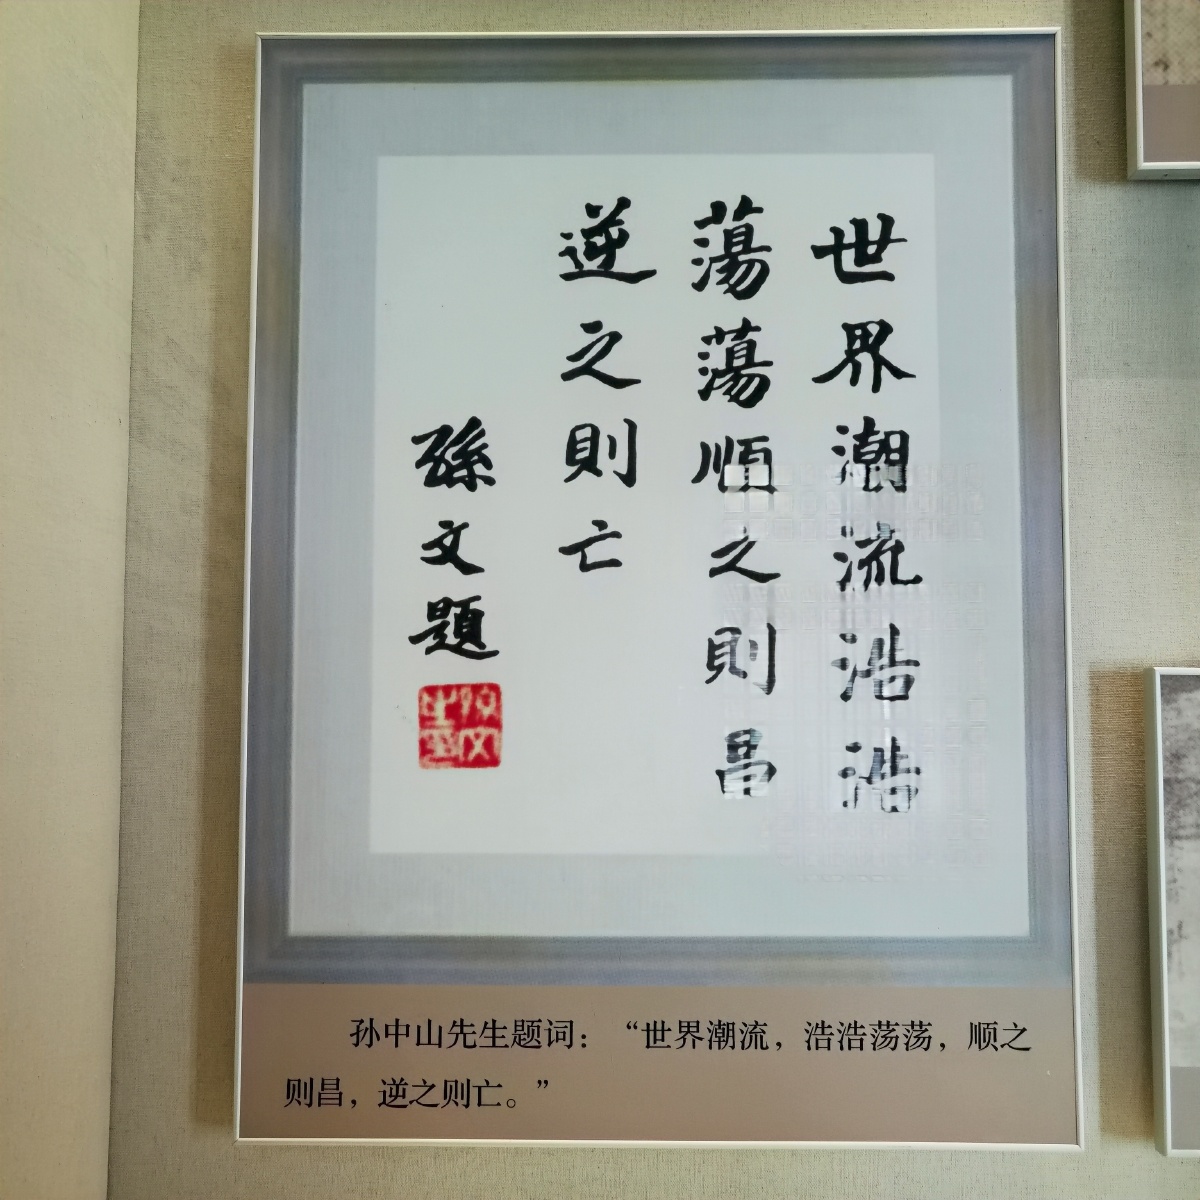 世界潮流浩浩
蕩蕩順之則昌
逆之則亡
孫文題
孙中山先生题词：“世界潮流，浩浩荡荡，顺之
则昌，逆之则亡。”